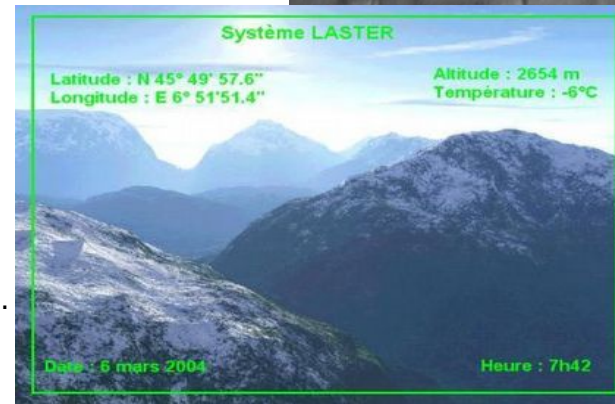 Système LASTER
Latitude : N 45° 49' 57.6"
Longitude : E 6° 51'51.4"
Altitude : 2654 m
Température : -6°C
.
Date : 6 mars 2004
Heure : 7h42